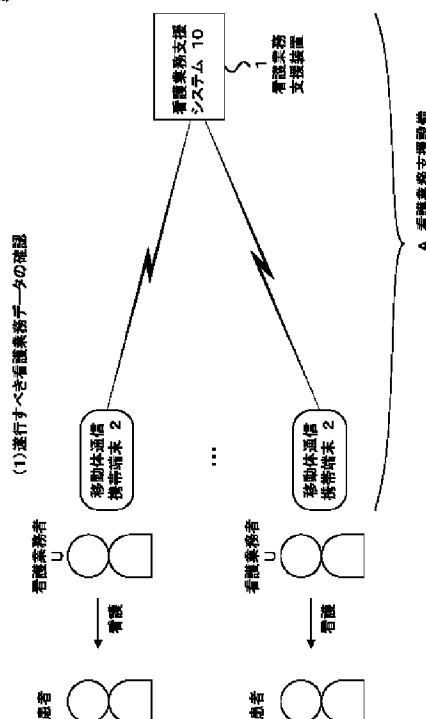 (1)遂行すべき看護業務データの確認
患者
看護
看護業務者
U
移動体通信
携帯端末 2
看護業務支援
システム 10
1
看護業務
支援装置
…
患者
看護
看護業務者
U
移動体通信
携帯端末 2
A 看護業務支援設備